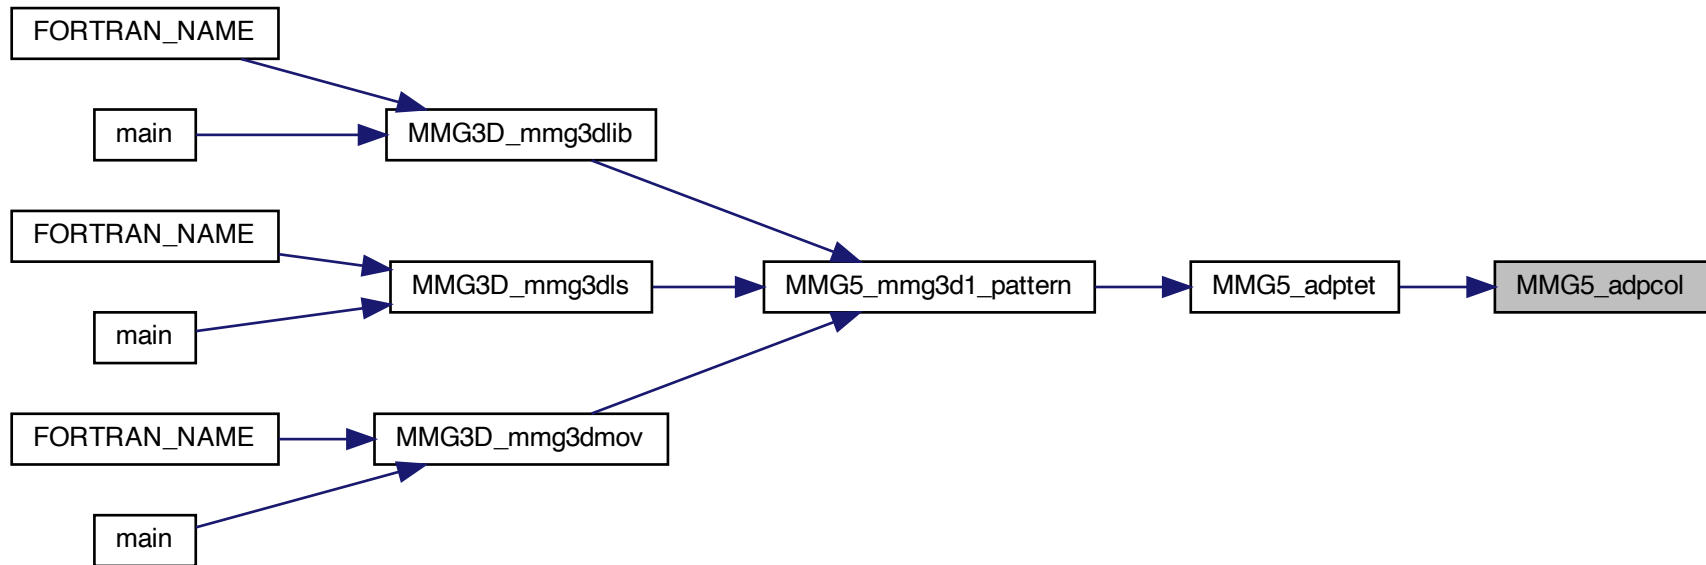 FORTRAN_NAME
main
MMG3D_mmg3dlib
FORTRAN_NAME
MMG3D_mmg3dls
MMG5_mmg3d1_pattern
MMG5_adptet
MMG5_adpcol
main
FORTRAN_NAME
MMG3D_mmg3dmov
main